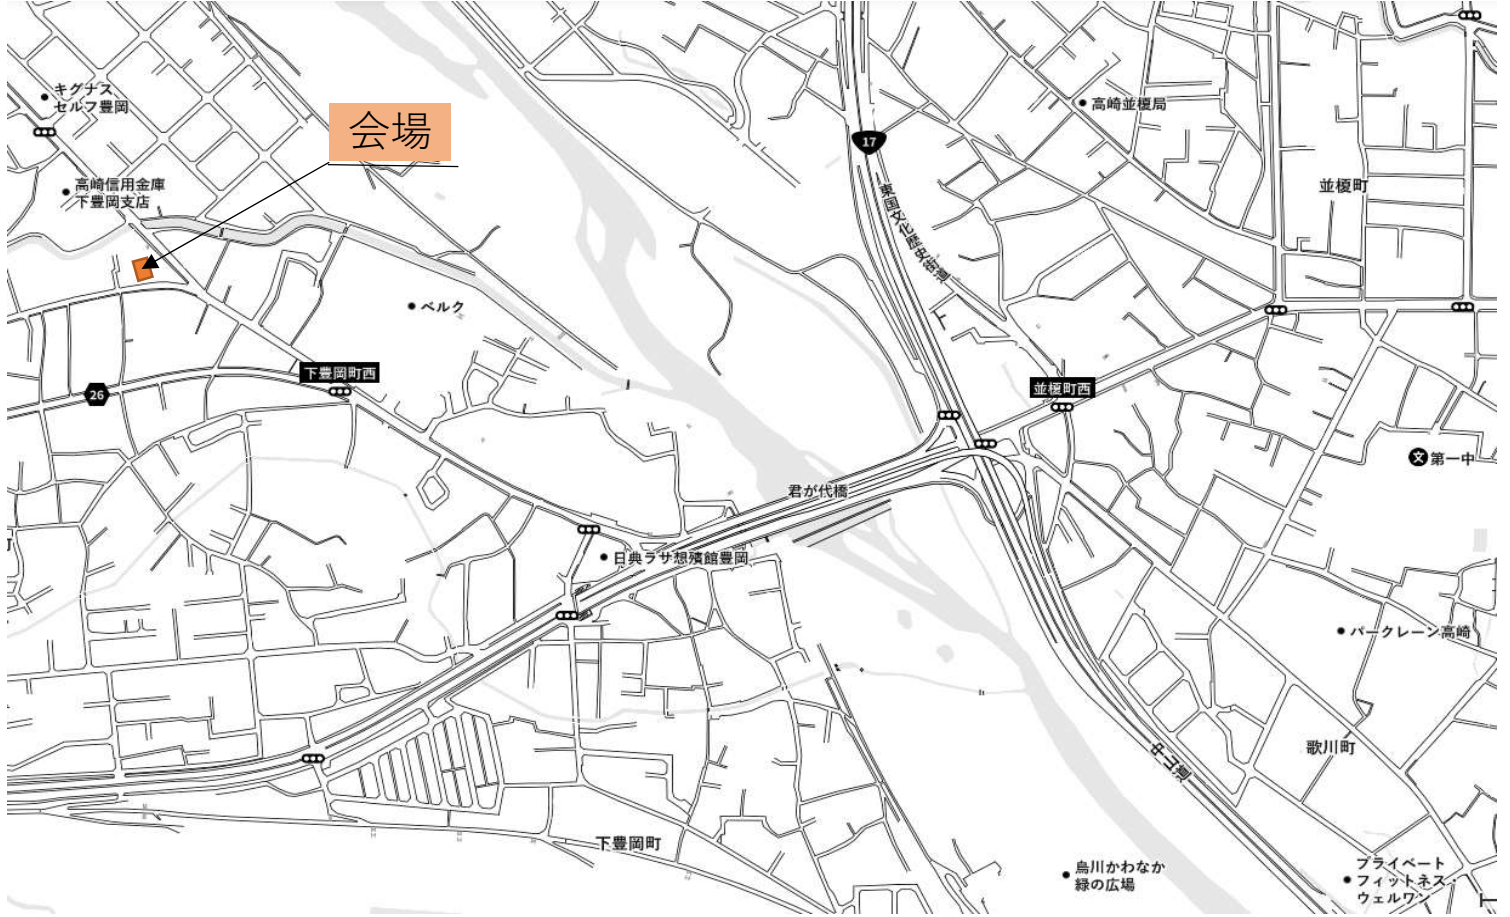 キグナス
セルフ豊岡
会場
高崎並榎局
17
高崎信用金庫
下豊岡支店
並榎町
東国文化歴史街道
ベルク
下豊岡町西
26
並榎町西
第一中
文
君が代橋
日典ラサ想殯館豊岡
パークレーン高崎
歌川町
中山道
下豊岡町
烏川かわなか
緑の広場
プライベート
フィットネス・
ウェルワン